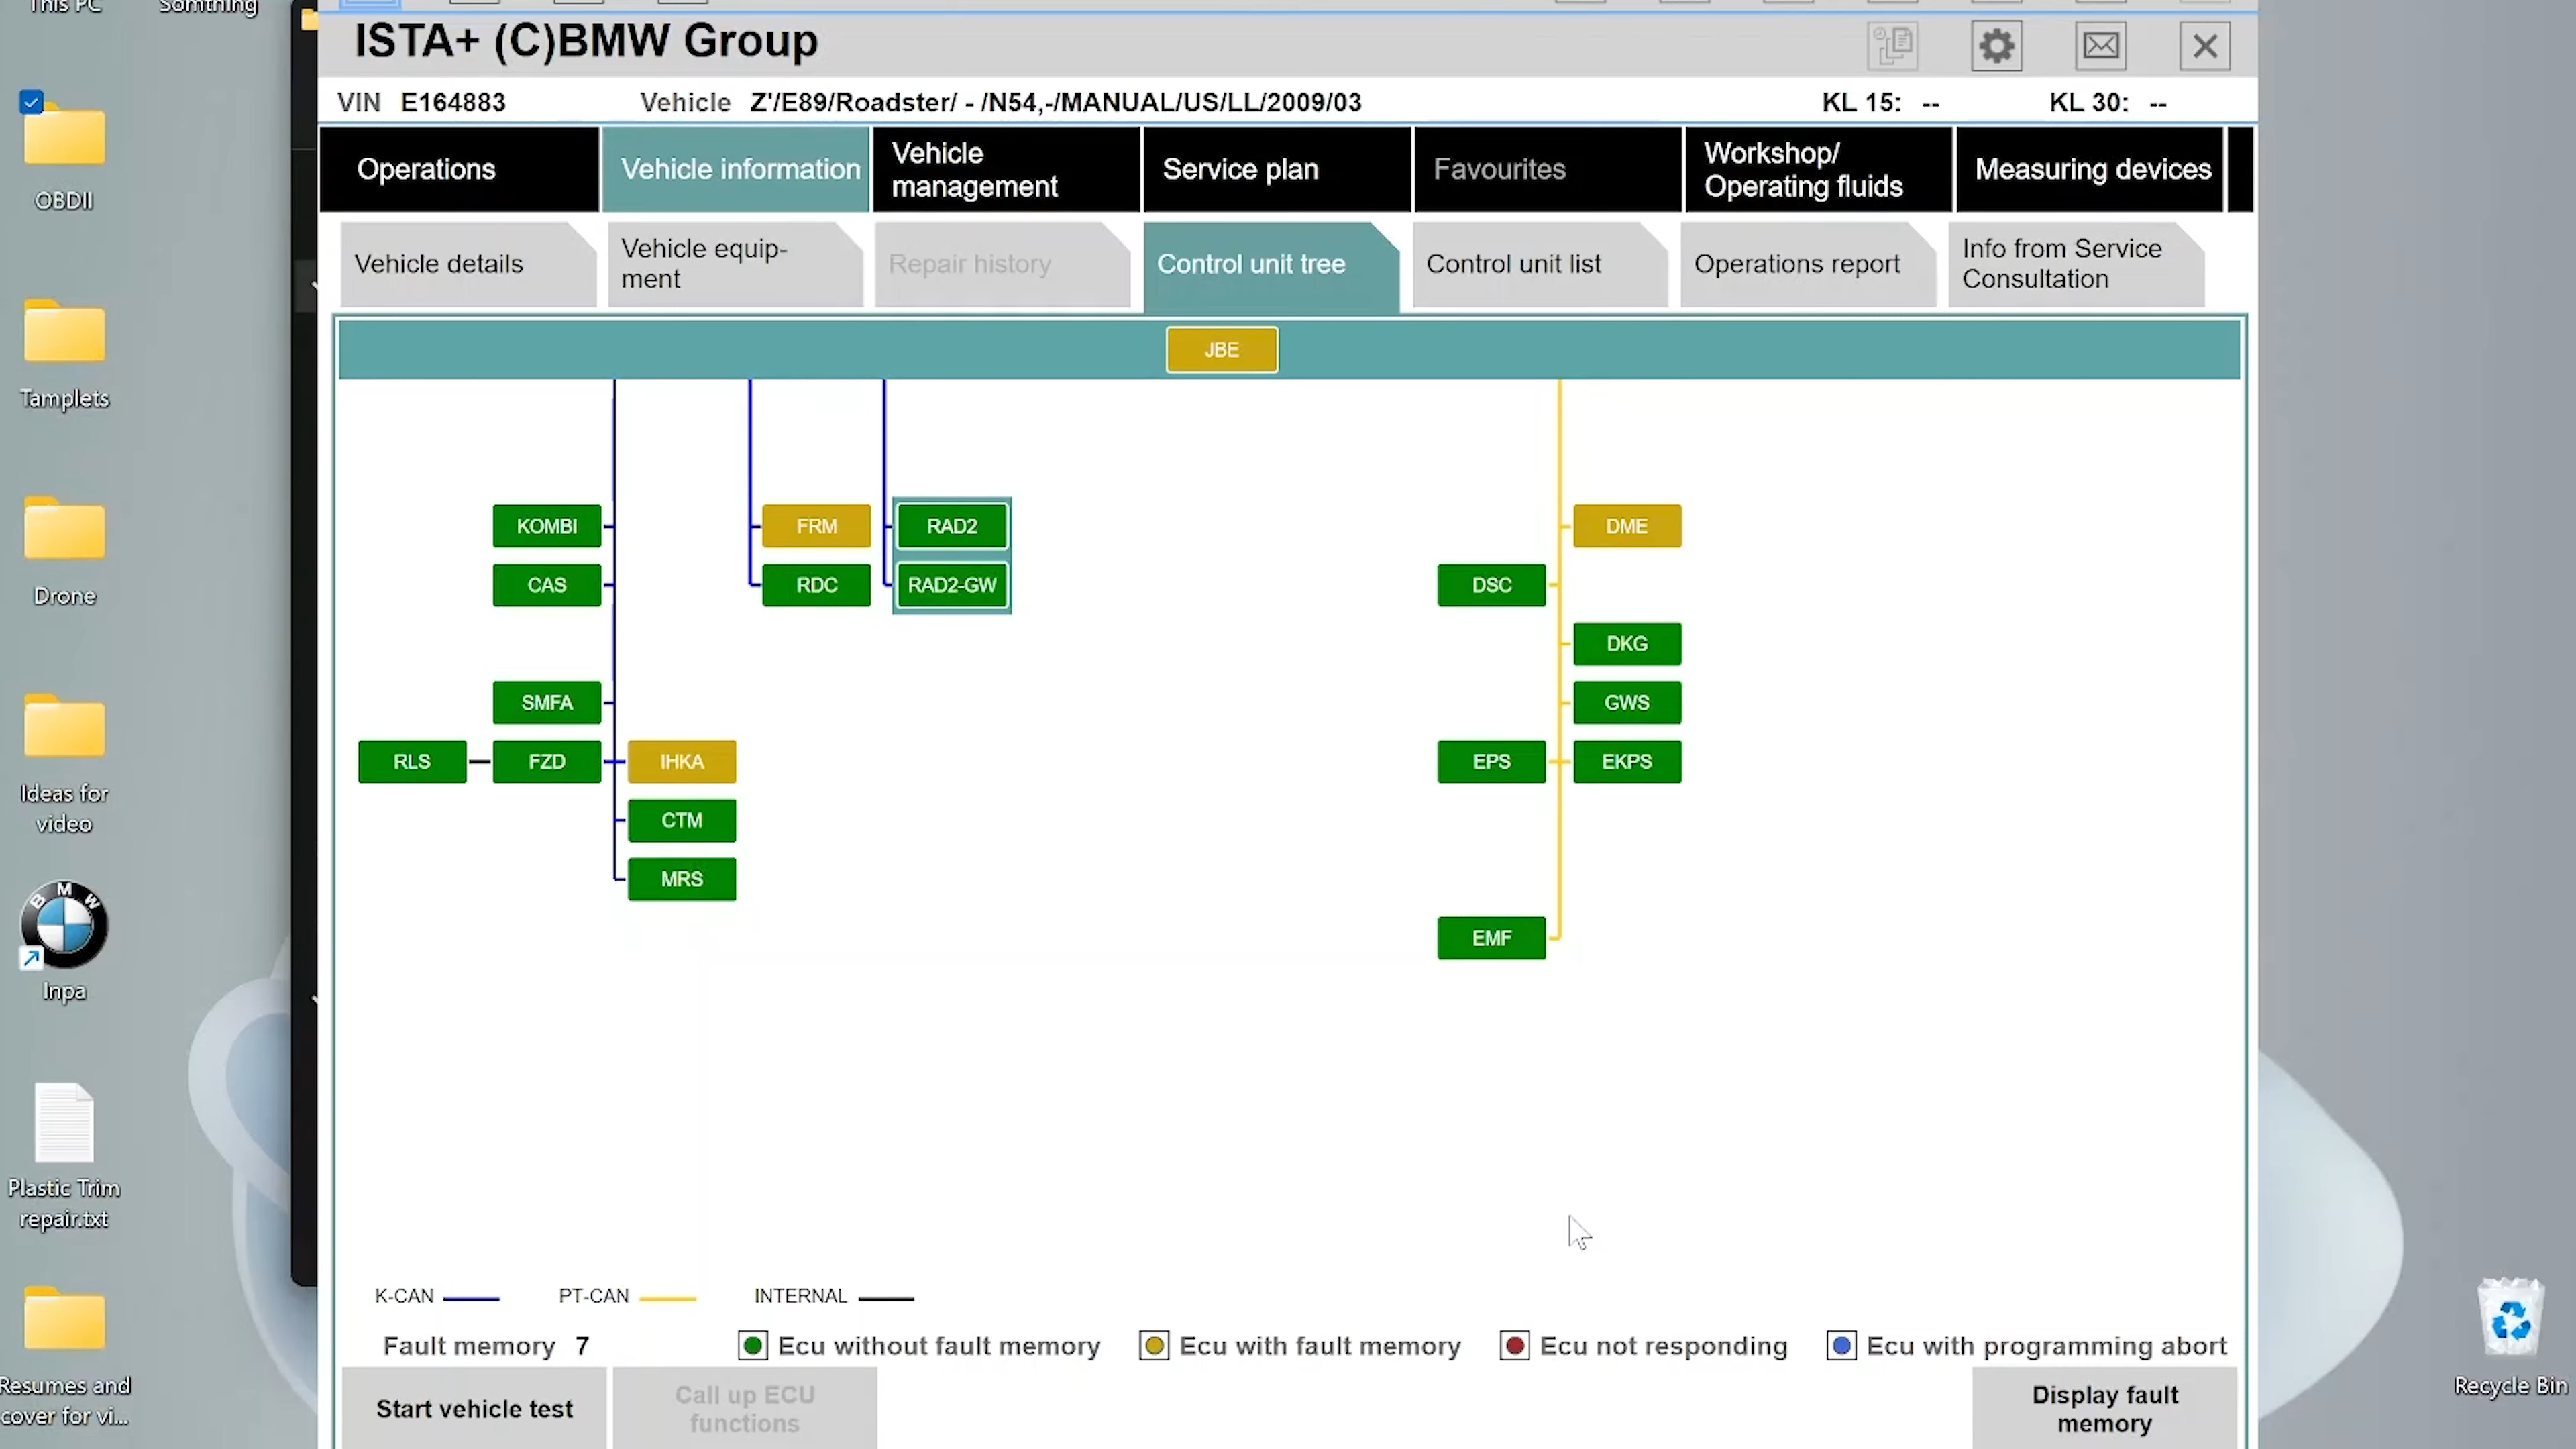 This PC
Somthing
ISTA+ (C)BMW Group
VIN E164883 Vehicle Z'/E89/Roadster/ - /N54,-/MANUAL/US/LL/2009/03 KL 15: -- KL 30: --
Operations
Vehicle information
Vehicle
management
Service plan
Favourites
Workshop/
Operating fluids
Measuring devices
Vehicle details
Vehicle equip-
ment
Repair history
Control unit tree
Control unit list
Operations report
Info from Service
Consultation
JBE
KOMBI
FRM
RAD2
DME
CAS
RDC
RAD2-GW
DSC
DKG
SMFA
GWS
RLS
FZD
IHKA
EPS
EKPS
CTM
MRS
EMF
K-CAN
PT-CAN
INTERNAL
Fault memory 7
Ecu without fault memory
Ecu with fault memory
Ecu not responding
Ecu with programming abort
Start vehicle test
Call up ECU
functions
Display fault
memory
OBDII
Tamplets
Drone
Ideas for
video
B M W
Inpa
Plastic Trim
repair.txt
Resumes and
cover for vi...
Recycle Bin